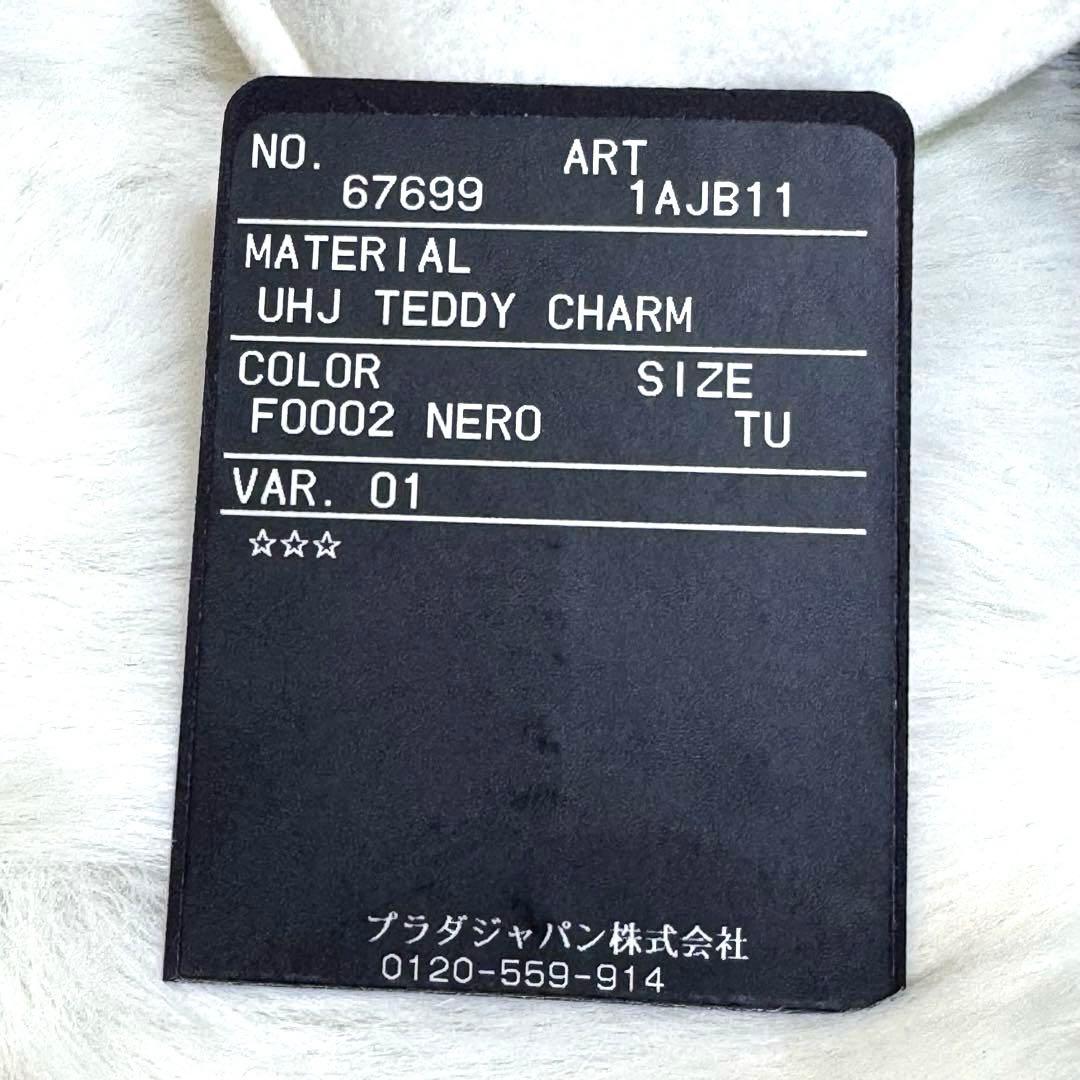 NO. ART
67699 1AJB11
MATERIAL
UHJ TEDDY CHARM
COLOR SIZE
F0002 NERO TU
VAR. 01
☆☆☆
プラダジャパン株式会社
0120-559-914